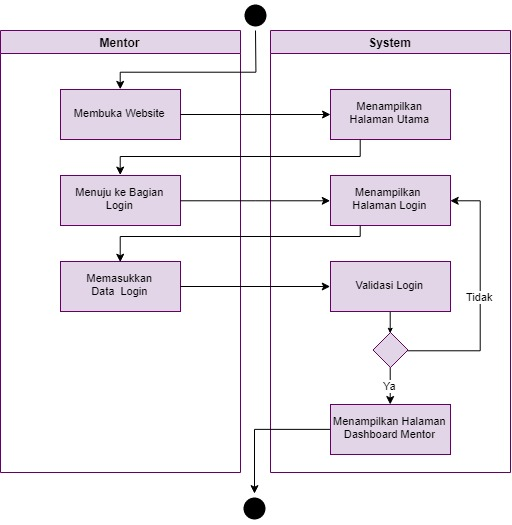 Mentor
System
Membuka Website
Menampilkan
Halaman Utama
Menuju ke Bagian
Login
Menampilkan
Halaman Login
Memasukkan
Data Login
Validasi Login
Tidak
Ya
Menampilkan Halaman
Dashboard Mentor